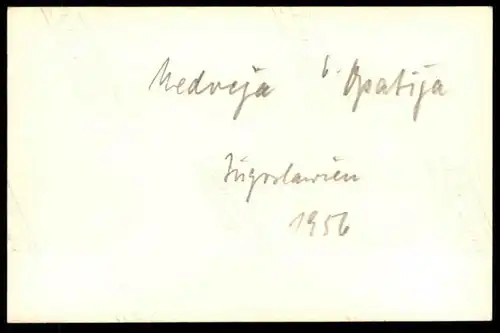 Medveja b. Opatija
Jugoslawien
1956